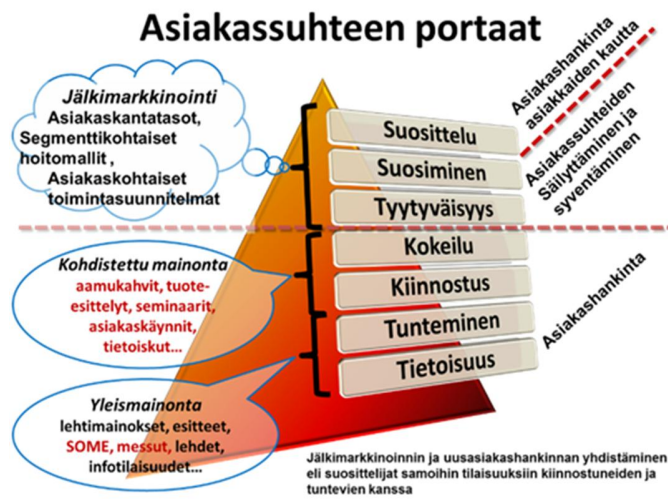 Asiakassuhteen portaat
Jälkimarkkinointi
Asiakaskantatasot,
Segmenttikohtaiset
hoitomallit ,
Asiakaskohtaiset
toimintasuunnitelmat
Kohdistettu mainonta
aamukahvit, tuote-
esittelyt, seminaarit,
asiakaskäynnit,
tietoiskut...
Yleismainonta
lehtimainokset, esitteet,
SOME, messut, lehdet,
infotilaisuudet...
Suosittelu
Suosiminen
Tyytyväisyys
Kokeilu
Kiinnostus
Tunteminen
Tietoisuus
Asiakashankinta
asiakkaiden kautta
Asiakassuhteiden
Säilyttäminen ja
syventäminen
Asiakashankinta
Jälkimarkkinoinnin ja uusasiakashankinnan yhdistäminen
eli suosittelijat samoihin tilaisuuksiin kiinnostuneiden ja
tuntevien kanssa